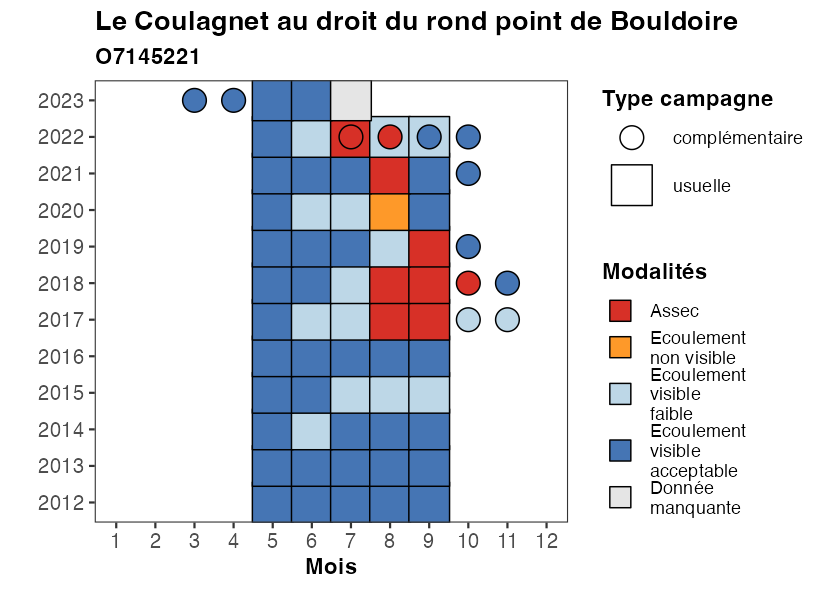 Le Coulagnet au droit du rond point de Bouldoire
O7145221
2023
2022
2021
2020
2019
2018
2017
2016
2015
2014
2013
2012
1 2 3 4 5 6 7 8 9 10 11 12
Mois
Type campagne
complémentaire
usuelle
Modalités
Assec
Ecoulement
non visible
Ecoulement
visible
faible
Ecoulement
visible
acceptable
Donnée
manquante